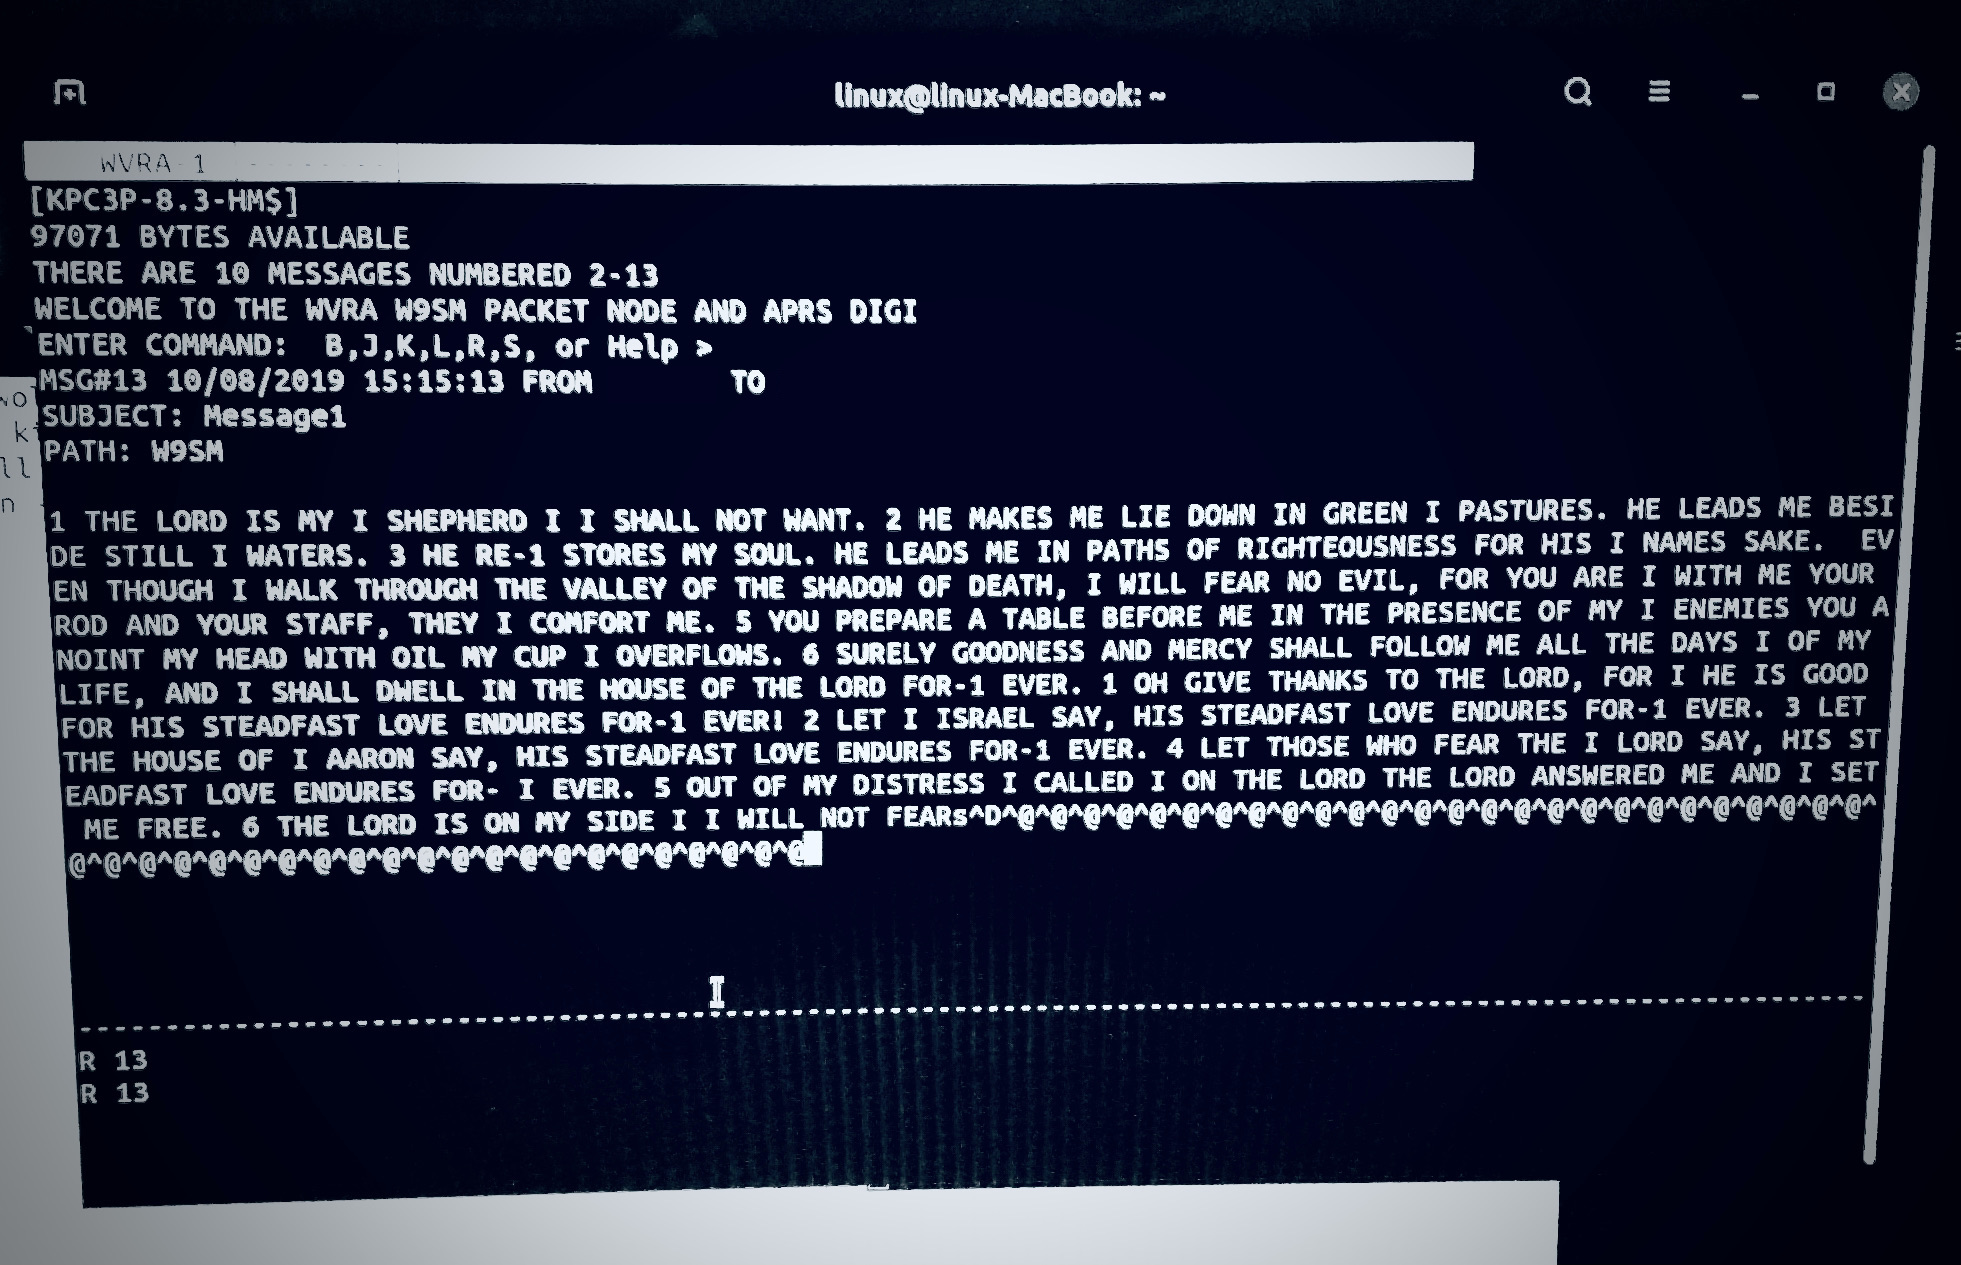 linux@linux-MacBook: ~
WVRA-1
[KPC3P-8.3-HM$]
97071 BYTES AVAILABLE
THERE ARE 10 MESSAGES NUMBERED 2-13
WELCOME TO THE WVRA W9SM PACKET NODE AND APRS DIGI
ENTER COMMAND:  B,J,K,L,R,S, or Help >
MSG#13 10/08/2019 15:15:13 FROM        TO
SUBJECT: Message1
PATH: W9SM
1 THE LORD IS MY I SHEPHERD I I SHALL NOT WANT. 2 HE MAKES ME LIE DOWN IN GREEN I PASTURES. HE LEADS ME BESI
DE STILL I WATERS. 3 HE RE-1 STORES MY SOUL. HE LEADS ME IN PATHS OF RIGHTEOUSNESS FOR HIS I NAMES SAKE.  EV
EN THOUGH I WALK THROUGH THE VALLEY OF THE SHADOW OF DEATH, I WILL FEAR NO EVIL, FOR YOU ARE I WITH ME YOUR
ROD AND YOUR STAFF, THEY I COMFORT ME. 5 YOU PREPARE A TABLE BEFORE ME IN THE PRESENCE OF MY I ENEMIES YOU A
NOINT MY HEAD WITH OIL MY CUP I OVERFLOWS. 6 SURELY GOODNESS AND MERCY SHALL FOLLOW ME ALL THE DAYS I OF MY
LIFE, AND I SHALL DWELL IN THE HOUSE OF THE LORD FOR-1 EVER. 1 OH GIVE THANKS TO THE LORD, FOR I HE IS GOOD
FOR HIS STEADFAST LOVE ENDURES FOR-1 EVER! 2 LET I ISRAEL SAY, HIS STEADFAST LOVE ENDURES FOR-1 EVER. 3 LET
THE HOUSE OF I AARON SAY, HIS STEADFAST LOVE ENDURES FOR-1 EVER. 4 LET THOSE WHO FEAR THE I LORD SAY, HIS ST
EADFAST LOVE ENDURES FOR- I EVER. 5 OUT OF MY DISTRESS I CALLED I ON THE LORD THE LORD ANSWERED ME AND I SET
ME FREE. 6 THE LORD IS ON MY SIDE I I WILL NOT FEARs^D^@^@^@^@^@^@^@^@^@^@^@^@^@^@^@^@^@^@^@^@^@^@^@^@^@^@^
@^@^@^@^@^@^@^@^@^@^@^@^@^@^@^@^@^@^@^@^@^@
R 13
R 13